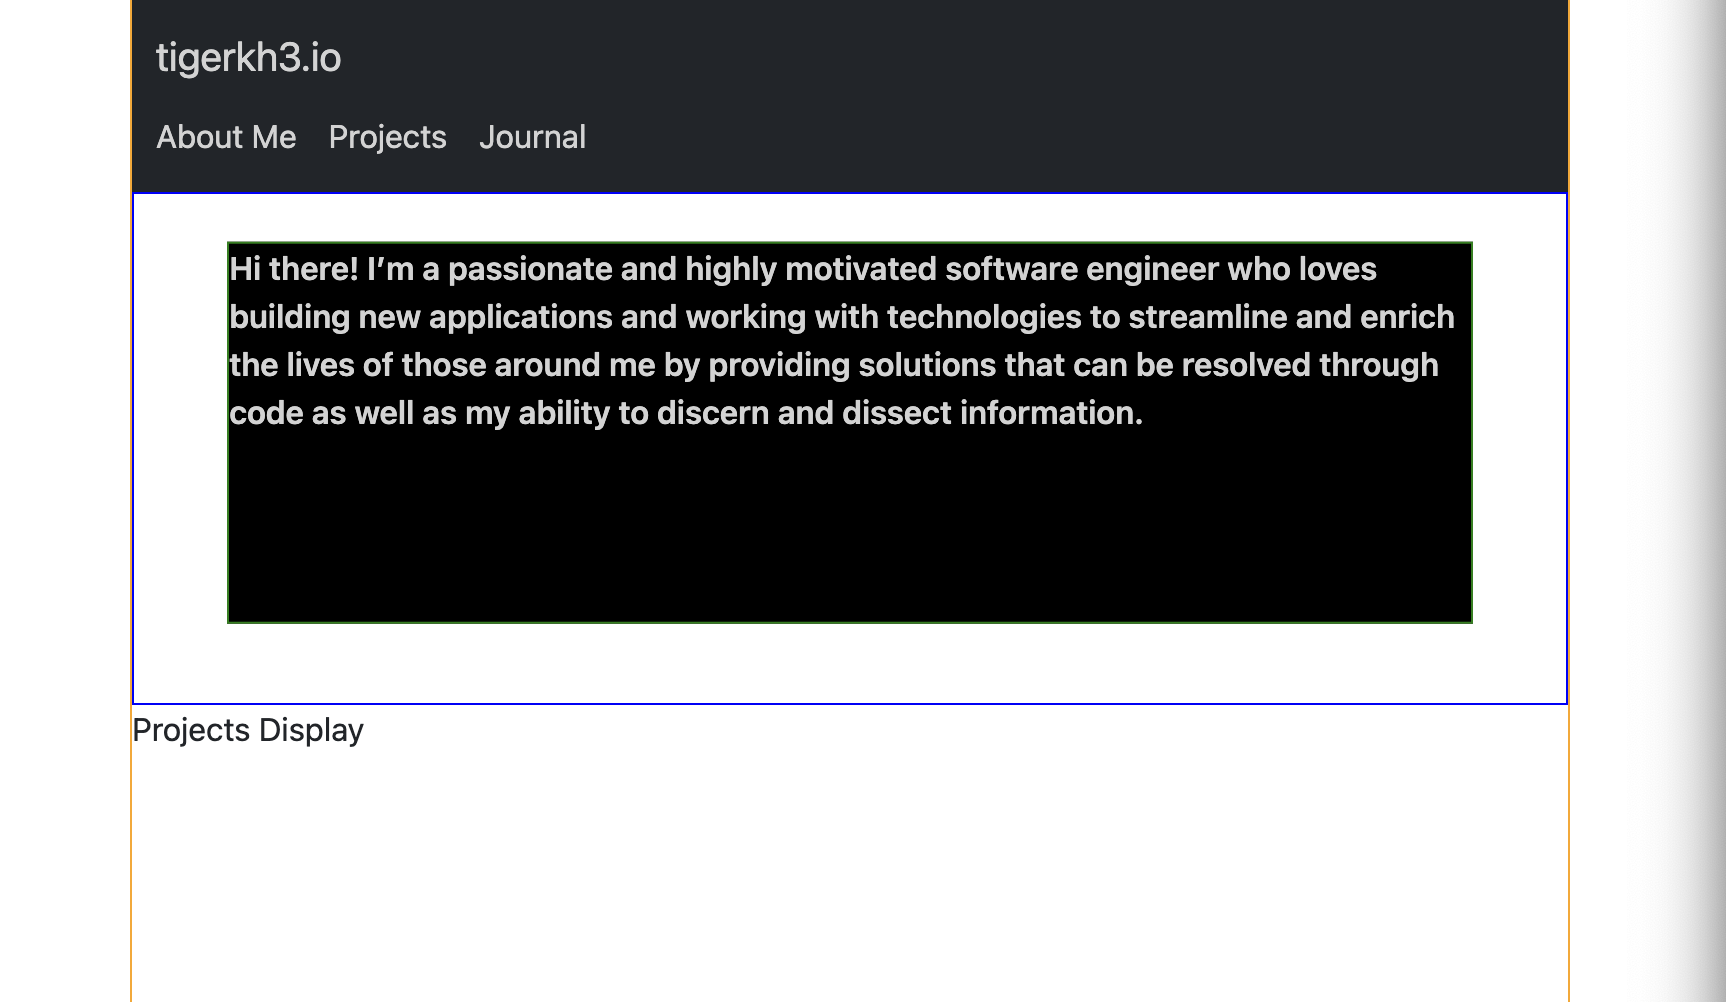 tigerkh3.io
About Me Projects Journal
Hi there! I’m a passionate and highly motivated software engineer who loves
building new applications and working with technologies to streamline and enrich
the lives of those around me by providing solutions that can be resolved through
code as well as my ability to discern and dissect information.
Projects Display